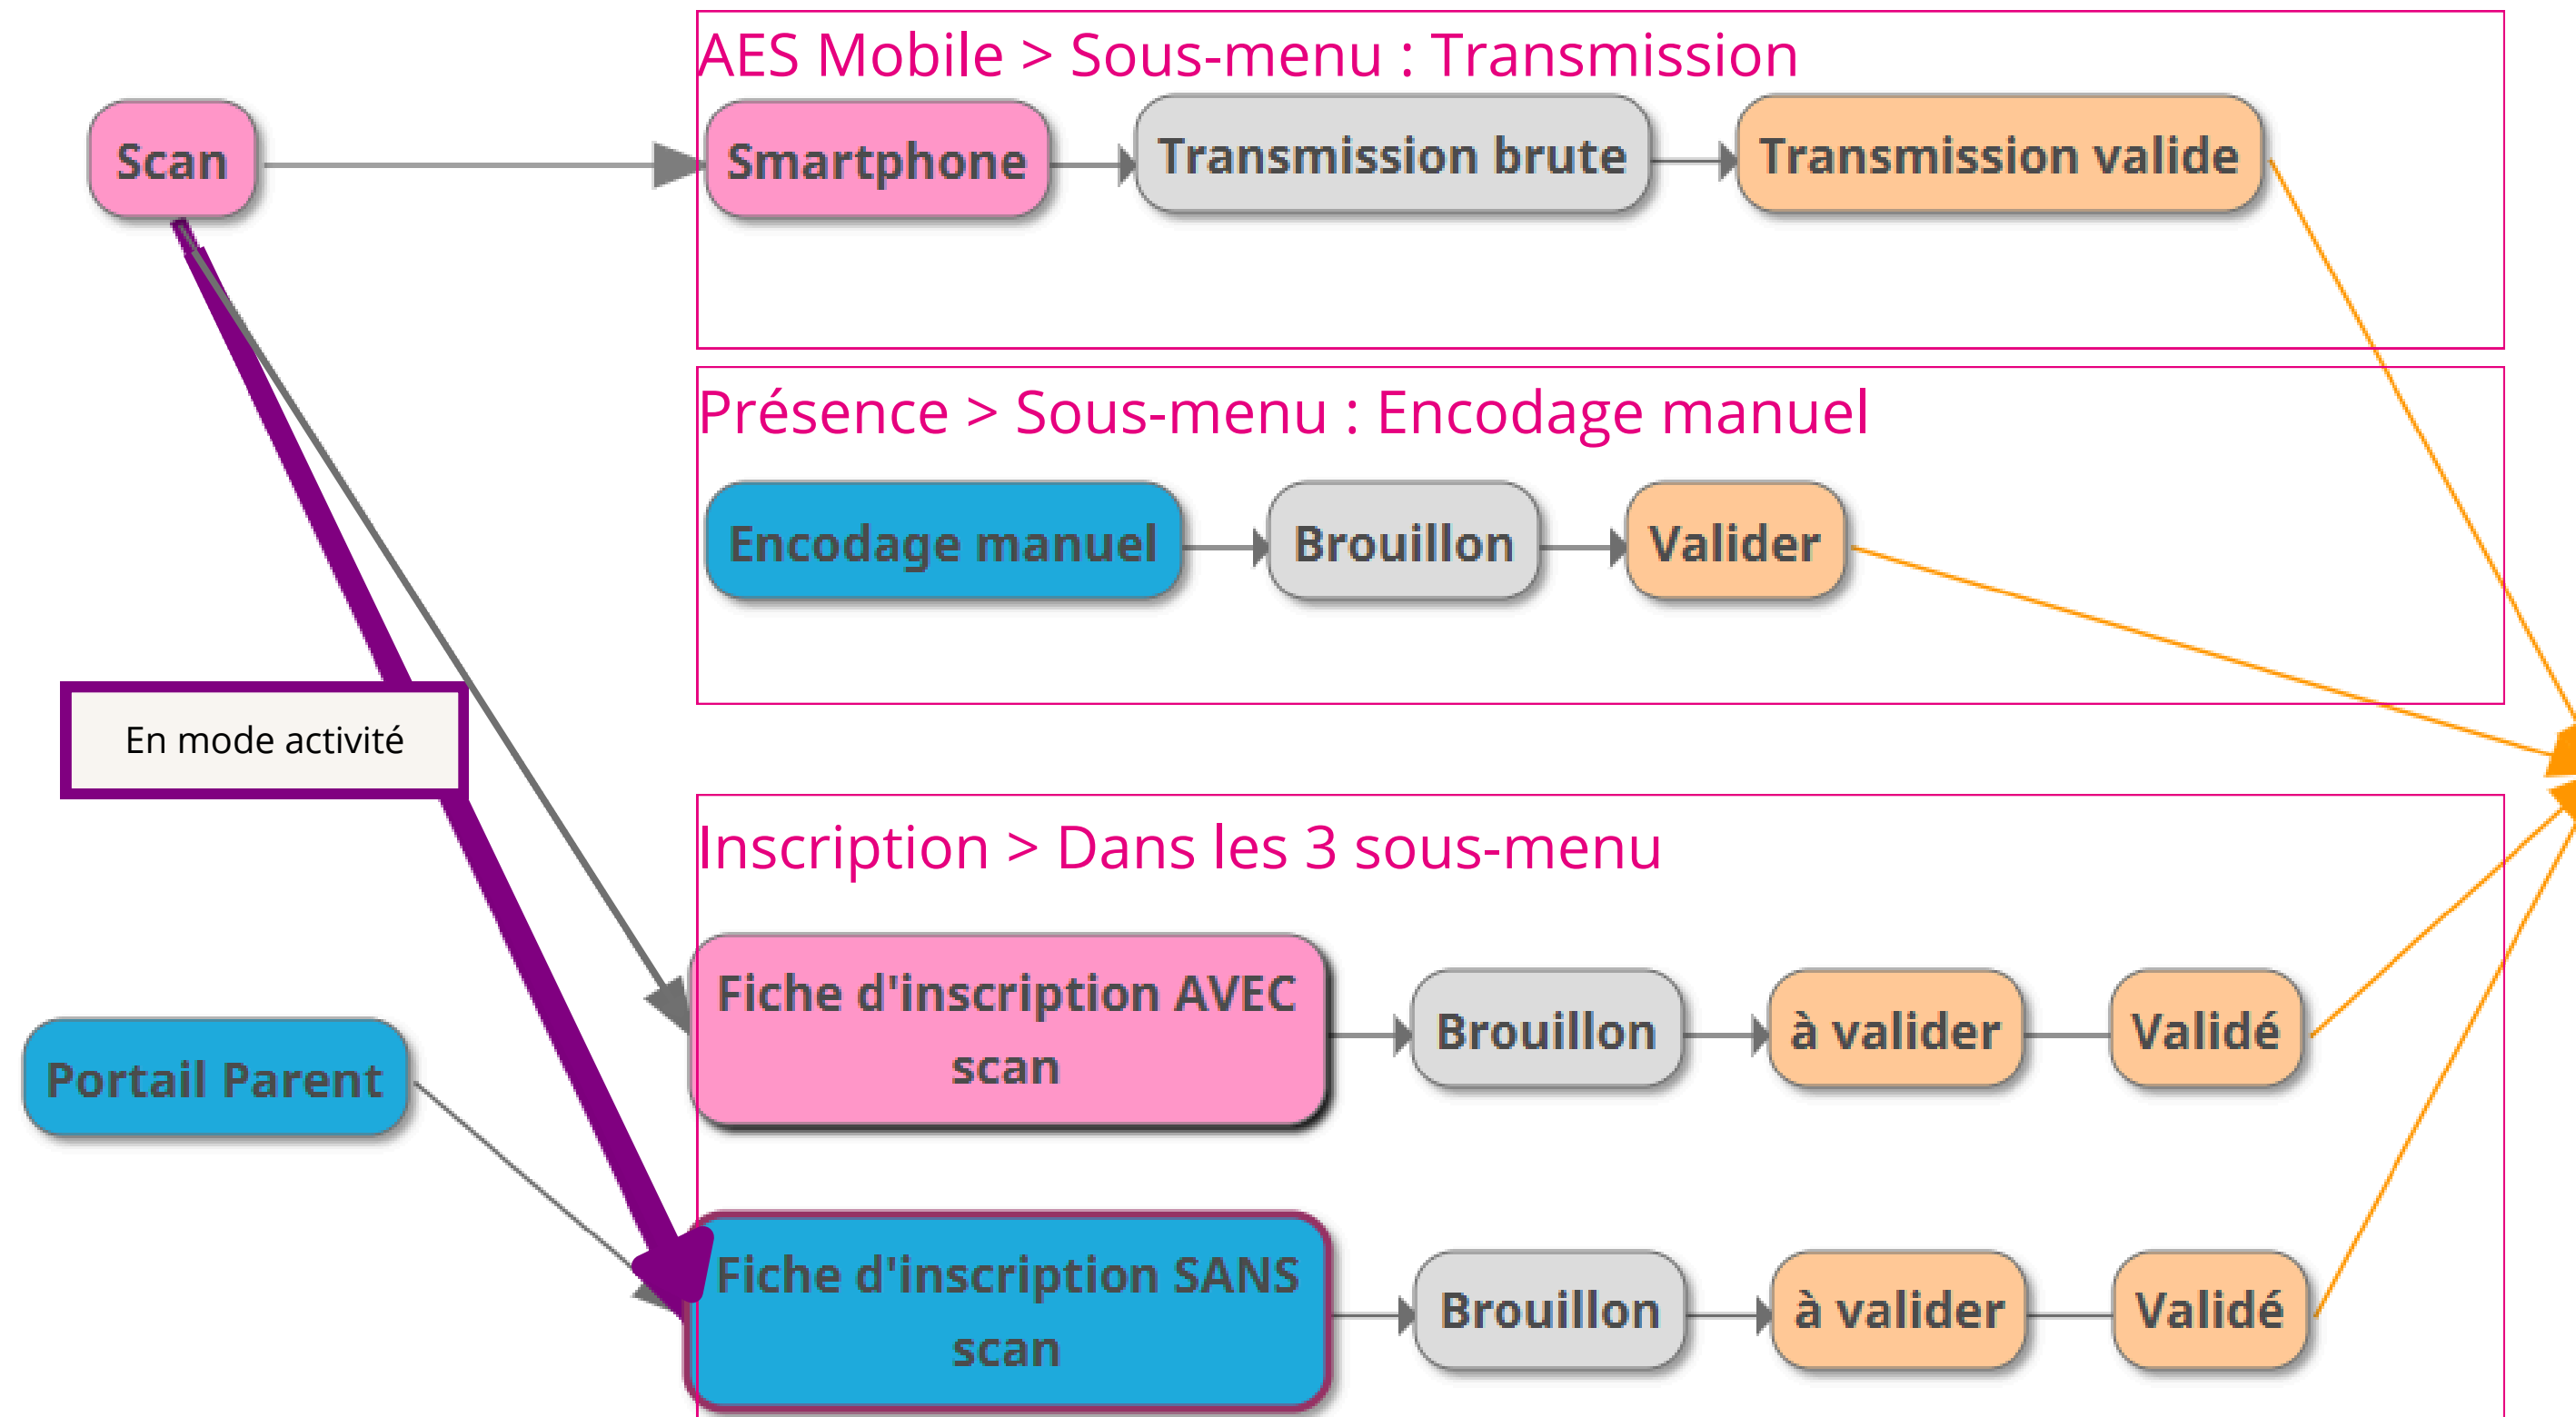 AES Mobile > Sous-menu : Transmission
Scan
Smartphone
Transmission brute
Transmission valide
Présence > Sous-menu : Encodage manuel
Encodage manuel
Brouillon
Valider
En mode activité
Inscription > Dans les 3 sous-menu
Fiche d'inscription AVEC
scan
Brouillon
à valider
Validé
Portail Parent
Fiche d'inscription SANS
scan
Brouillon
à valider
Validé